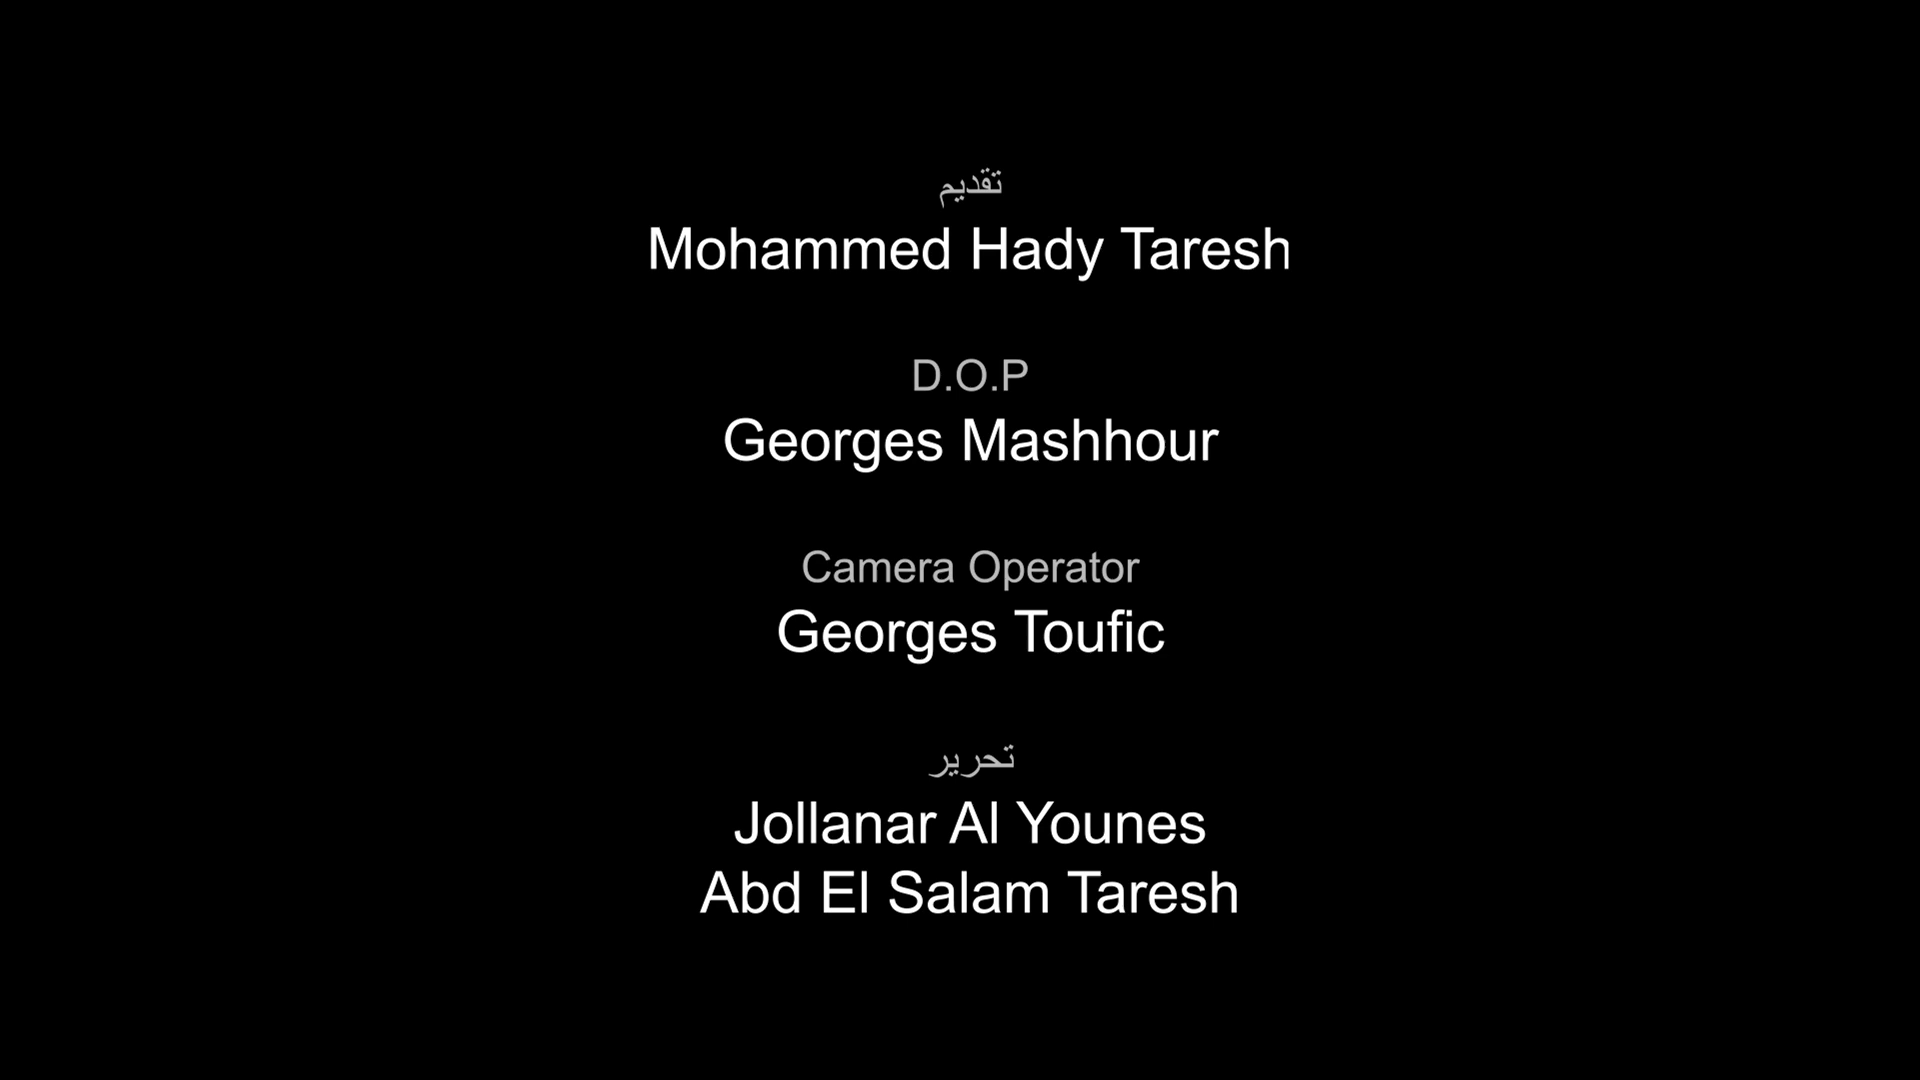 تقديم
Mohammed Hady Taresh
D.O.P
Georges Mashhour
Camera Operator
Georges Toufic
تحرير
Jollanar Al Younes
Abd El Salam Taresh